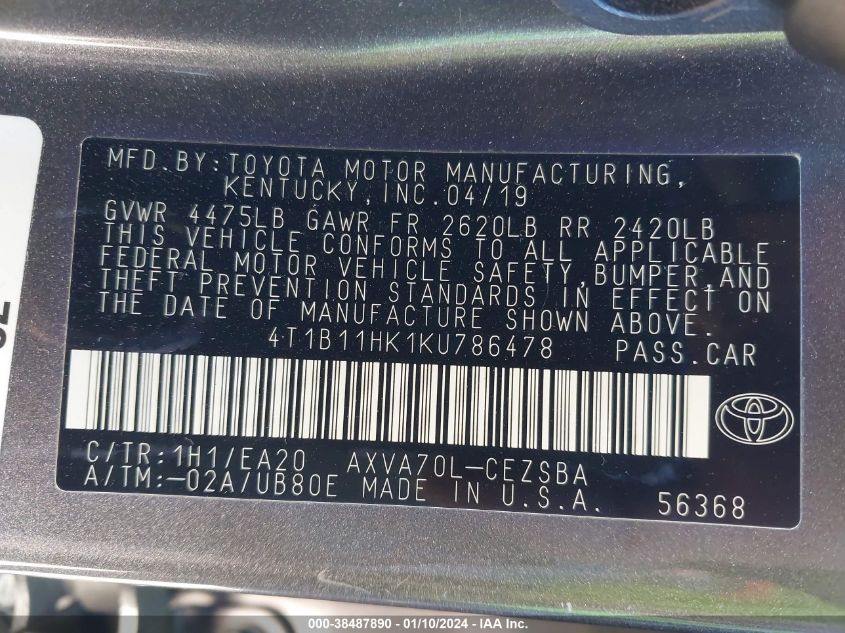 MFD.BY:TOYOTA MOTOR MANUFACTURING,
KENTUCKY,INC.04/19
GVWR 4475LB GAWR FR 2620LB RR 2420LB
THIS VEHICLE CONFORMS TO ALL APPLICABLE
FEDERAL MOTOR VEHICLE SAFETY,BUMPER,AND
THEFT PREVENTION STANDARDS IN EFFECT ON
THE DATE OF MANUFACTURE SHOWN ABOVE.
4T1B11HK1KU786478 PASS.CAR
C/TR:1H1/EA20 AXVA70L-CEZSBA
A/TM:-02A/UB80E MADE IN U.S.A. 56368
000-38487890 - 01/10/2024 - IAA Inc.